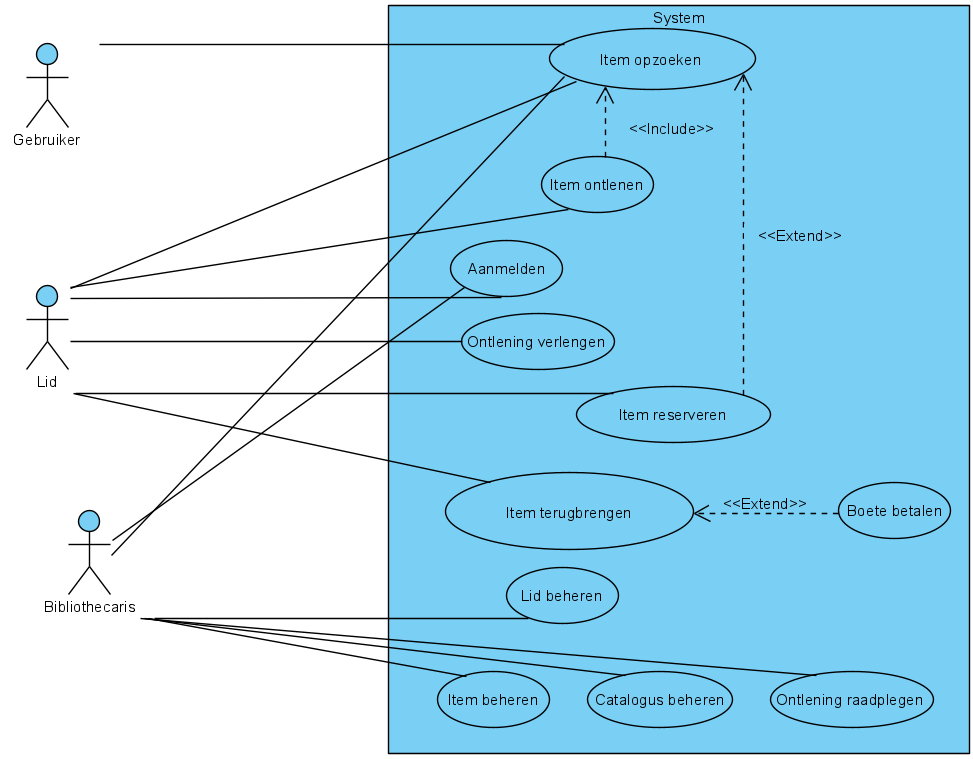 System
Item opzoeken
Gebruiker
<<Include>>
Item ontlenen
<<Extend>>
Aanmelden
Ontlening verlengen
Lid
Item reserveren
Item terugbrengen
<<Extend>>
Boete betalen
Lid beheren
Bibliothecaris
Item beheren
Catalogus beheren
Ontlening raadplegen